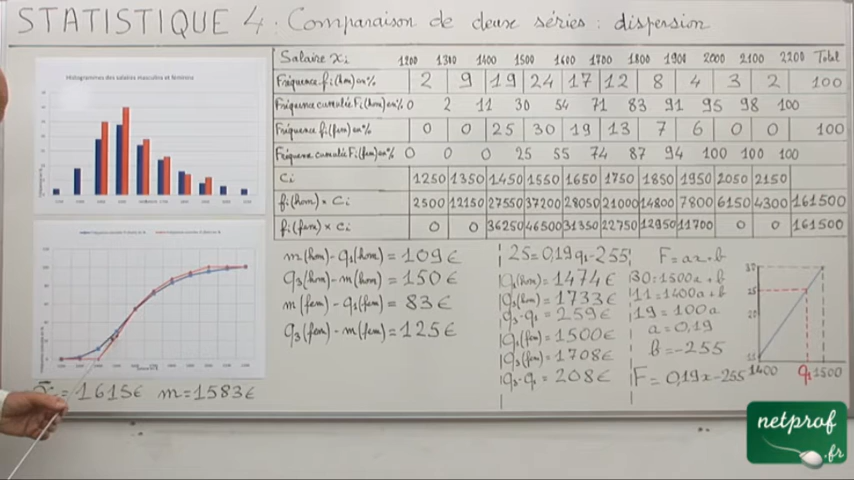 STATISTIQUE 4 : Comparaison de deux séries : dispersion
Histogrammes des salaires masculins et féminins
Salaire xi 1200 1300 1400 1500 1600 1700 1800 1900 2000 2100 2200 Total
Fréquence fi(hom) en % 2 9 19 24 17 12 8 4 3 2 100
Fréquence cumulée Fi(hom) en % 0 2 11 30 54 71 83 91 95 98 100
Fréquence fi(fem) en % 0 0 25 30 19 13 7 6 0 0 100
Fréquence cumulée Fi(fem) en % 0 0 0 25 55 74 87 94 100 100 100
Ci 1250 1350 1450 1550 1650 1750 1850 1950 2050 2150
fi(hom) × Ci 2500 12150 27550 37200 28050 21000 14800 7800 6150 4300 161500
fi(fem) × Ci 0 0 36250 46500 31350 22750 12950 11700 0 0 161500
m(hom) - q1(hom) = 109€
q3(hom) - m(hom) = 150€
m(fem) - q1(fem) = 83€
q3(fem) - m(fem) = 125€
= 1615€ m = 1583€
25 = 0,19q1 - 255
q1(hom) = 1474€
q3(hom) = 1733€
q3 - q1 = 259€
q1(fem) = 1500€
q3(fem) = 1708€
q3 - q1 = 208€
F = ax + b
30 = 1500a + b
11 = 1400a + b
19 = 100a
a = 0,19
b = -255
F = 0,19x - 255
30
25
20
11
1400 q1 1500
netprof
.fr